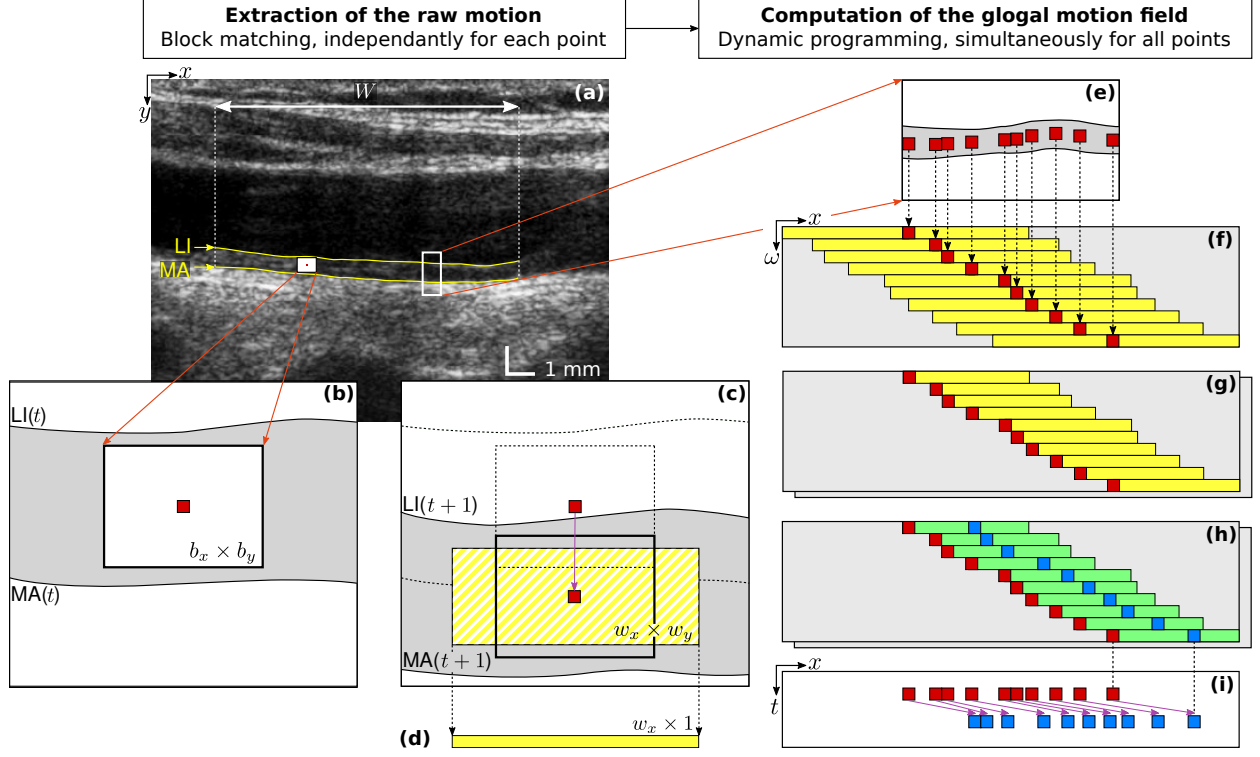 Extraction of the raw motion
Block matching, independantly for each point
Computation of the glogal motion field
Dynamic programming, simultaneously for all points
x
y
W
(a)
LI
MA
1 mm
(b)
LI(t)
b_x × b_y
MA(t)
(c)
LI(t + 1)
w_x × w_y
MA(t + 1)
(d)
w_x × 1
(e)
x
ω
(f)
(g)
(h)
x
t
(i)